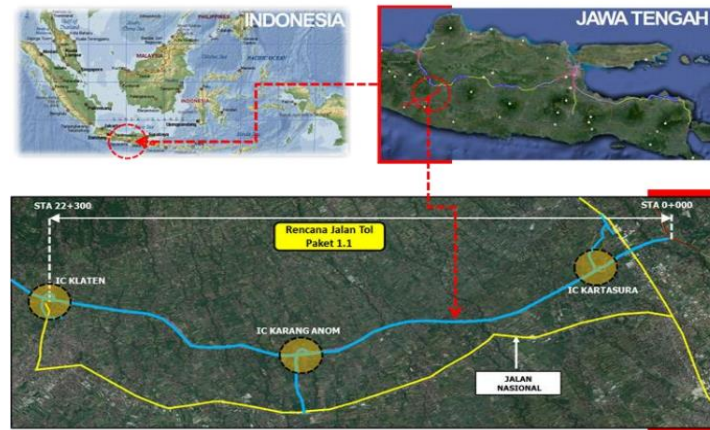 INDONESIA
JAWA TENGAH
STA 22+300
STA 0+000
Rencana Jalan Tol
Paket 1.1
IC KLATEN
IC KARANG ANOM
IC KARTASURA
JALAN
NASIONAL